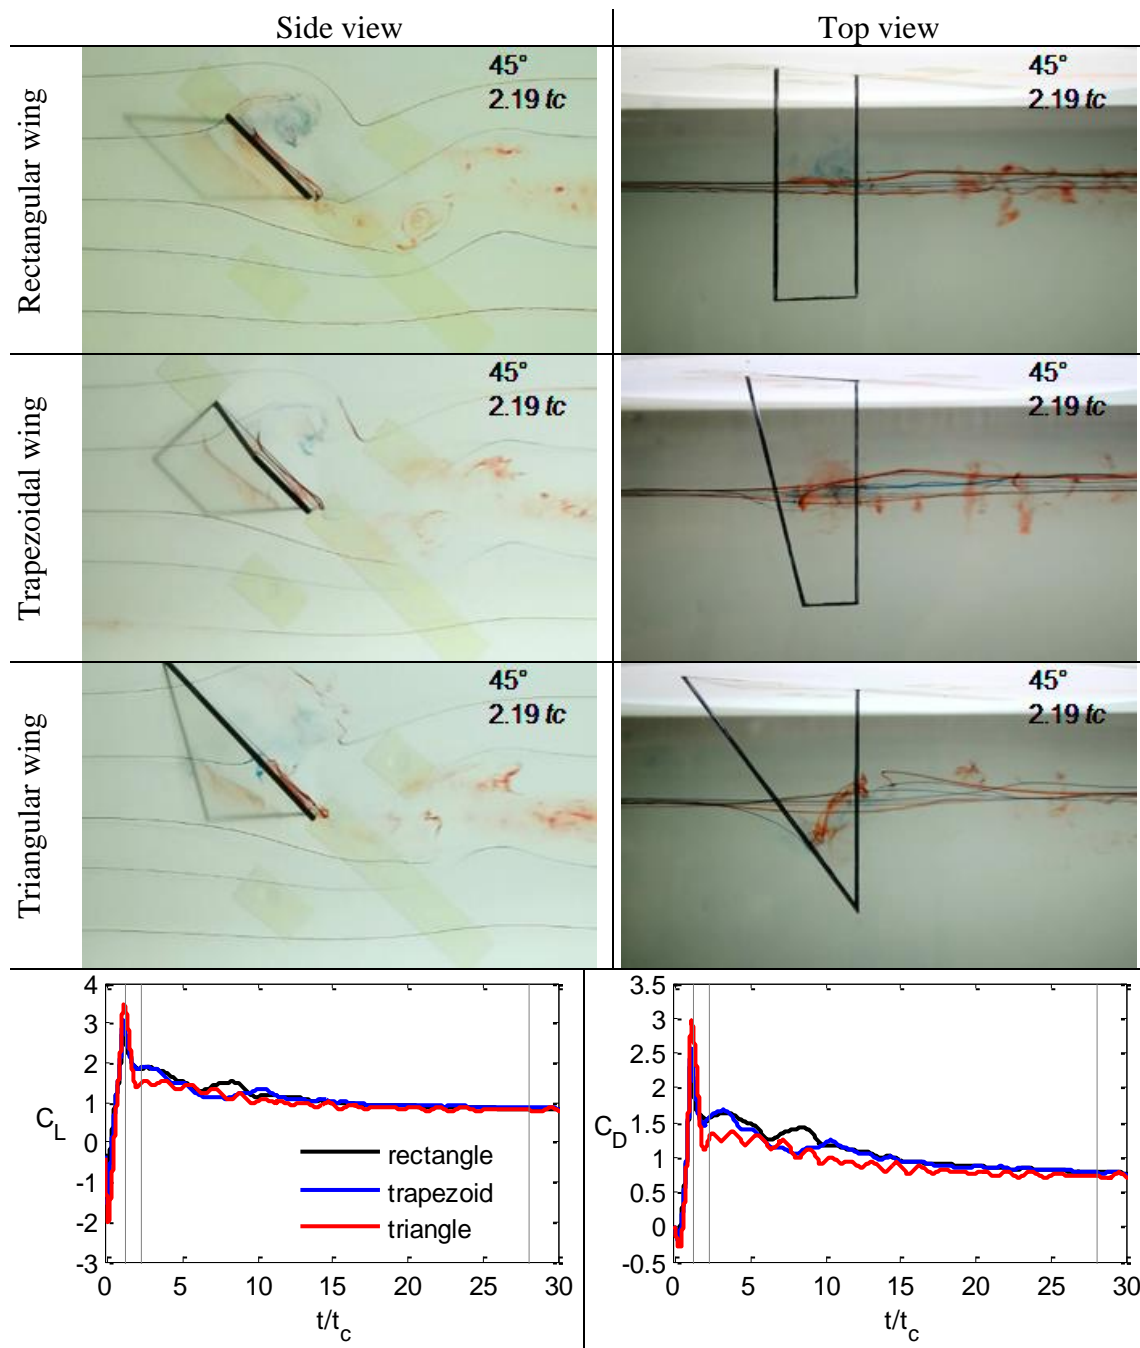 Side view
Top view
Rectangular wing
45°
2.19 tc
45°
2.19 tc
Trapezoidal wing
45°
2.19 tc
45°
2.19 tc
Triangular wing
45°
2.19 tc
45°
2.19 tc
4
3
2
1
0
-1
-2
-3
C_L
rectangle
trapezoid
triangle
0 5 10 15 20 25 30
t/t_c
3.5
3
2.5
2
1.5
1
0.5
0
-0.5
C_D
0 5 10 15 20 25 30
t/t_c